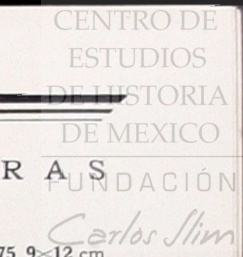 CENTRO DE
ESTUDIOS
DE HISTORIA
DE MEXICO
R A S
FUNDACIÓN
Carlos Slim
75, 9×12 cm